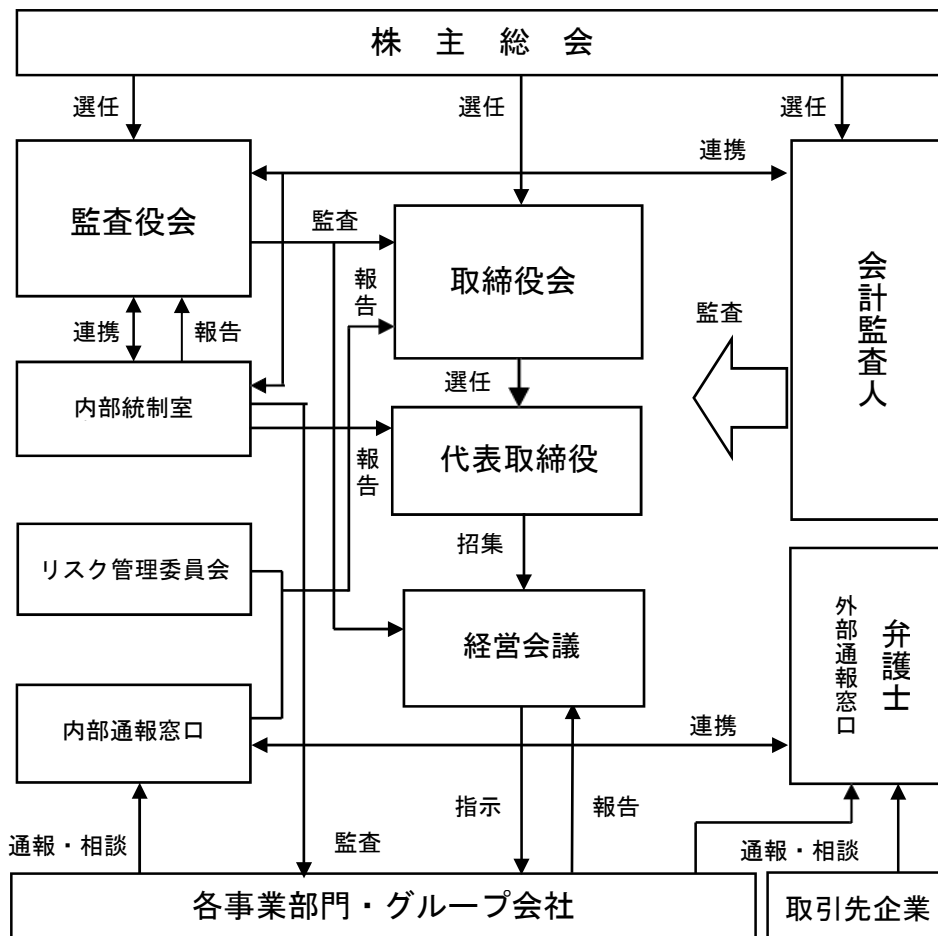 株主総会
選任
選任
選任
連携
監査役会
監査
取締役会
会計監査人
報告
監査
連携
報告
選任
内部統制室
代表取締役
報告
招集
リスク管理委員会
経営会議
弁護士
外部通報窓口
内部通報窓口
連携
指示
報告
通報・相談
監査
通報・相談
各事業部門・グループ会社
取引先企業